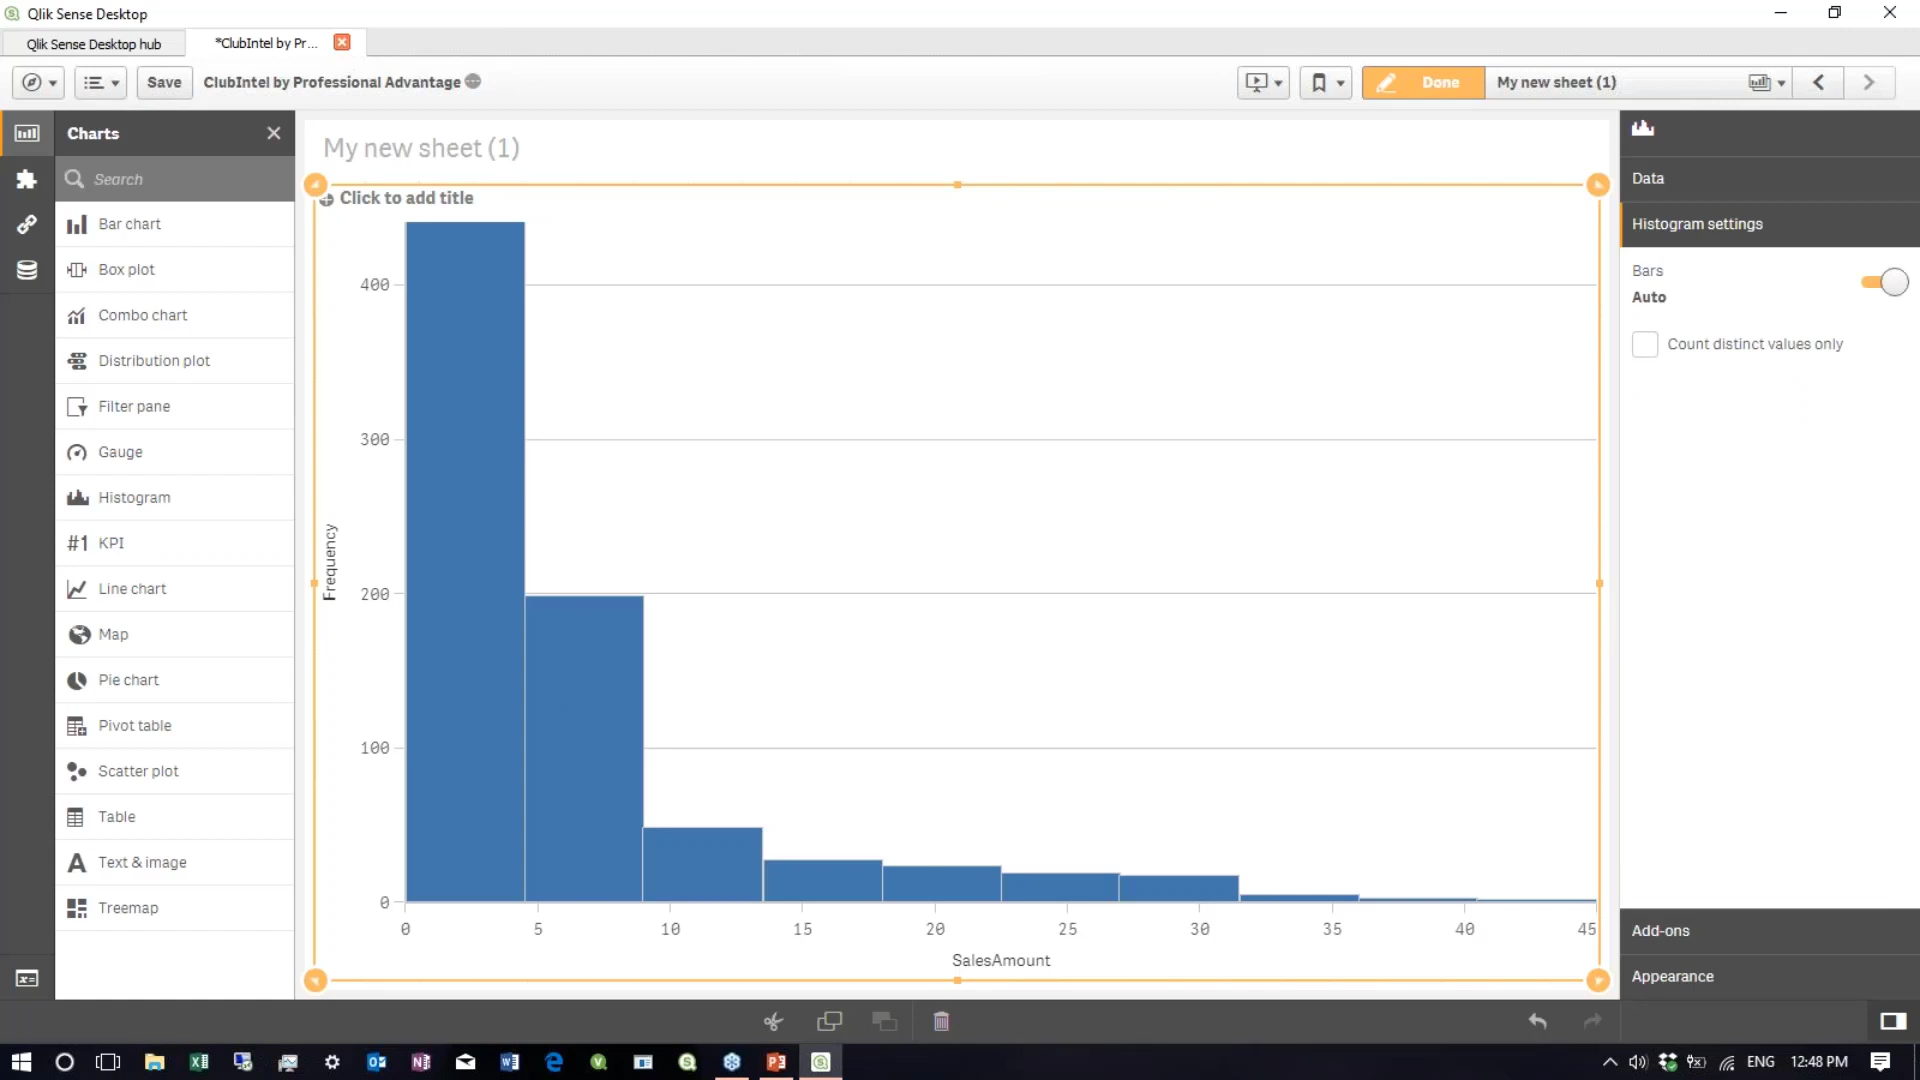 Qlik Sense Desktop
Qlik Sense Desktop hub
*ClubIntel by Pr...
Save
ClubIntel by Professional Advantage
Done
My new sheet (1)
Charts
Search
Bar chart
Box plot
Combo chart
Distribution plot
Filter pane
Gauge
Histogram
#1 KPI
Line chart
Map
Pie chart
Pivot table
Scatter plot
Table
A Text & image
Treemap
My new sheet (1)
Click to add title
400
300
200
100
0
Frequency
0 5 10 15 20 25 30 35 40 45
SalesAmount
Data
Histogram settings
Bars
Auto
Count distinct values only
Add-ons
Appearance
ENG 12:48 PM